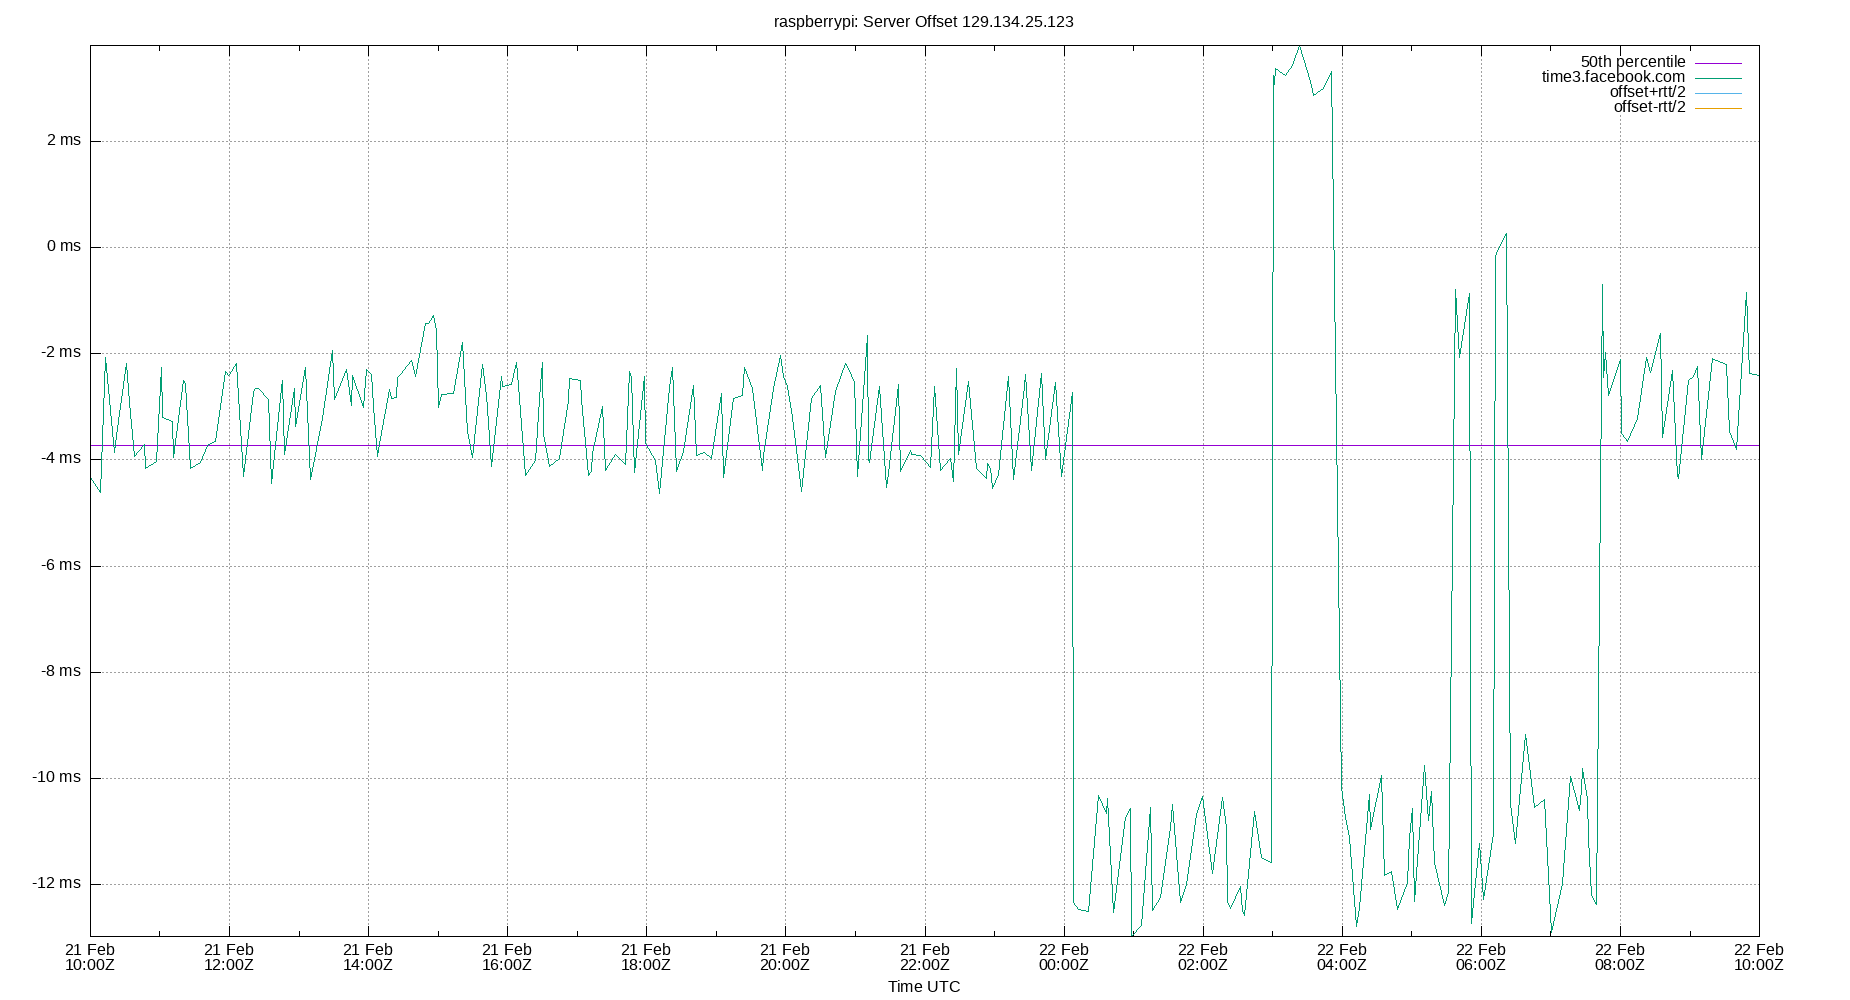 raspberrypi: Server Offset 129.134.25.123
50th percentile
time3.facebook.com
offset+rtt/2
offset-rtt/2
2 ms
0 ms
-2 ms
-4 ms
-6 ms
-8 ms
-10 ms
-12 ms
21 Feb 21 Feb 21 Feb 21 Feb 21 Feb 21 Feb 21 Feb 22 Feb 22 Feb 22 Feb 22 Feb 22 Feb 22 Feb
10:00Z 12:00Z 14:00Z 16:00Z 18:00Z 20:00Z 22:00Z 00:00Z 02:00Z 04:00Z 06:00Z 08:00Z 10:00Z
Time UTC